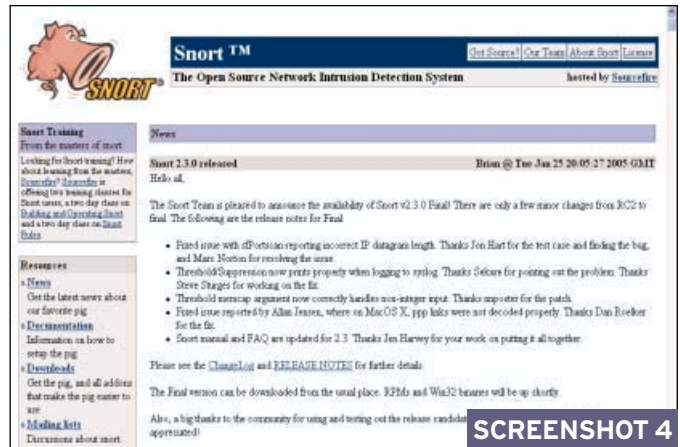 SNORT®
Snort ™
Got Source? Our Team About Snort License
The Open Source Network Intrusion Detection System
hosted by Sourcefire
Snort Training
From the masters of snort
Looking for Snort training? How
about learning from the masters,
Sourcefire? Sourcefire is
offering two training classes for
Snort users, a two day class on
Building and Operating Snort
and a two day class on Snort
Rules
Resources
News
Get the latest news about
our favorite pig
Documentation
Information on how to
setup the pig
Downloads
Get the pig, and all addons
that make the pig easier to
use
Mailing lists
Discussions about snort
News
Snort 2.3.0 released
Brian @ Tue Jan 25 20:05:27 2005 GMT
Hello all,
The Snort Team is pleased to announce the availability of Snort v2.3.0 Final! There are only a few minor changes from RC2 to
final. The following are the release notes for Final:
Fixed issue with sfPortscan reporting incorrect IP datagram length. Thanks Jon Hart for the test case and finding the bug,
and Marc Norton for resolving the issue.
Threshold/Suppression now prints properly when logging to syslog. Thanks Sekure for pointing out the problem. Thanks
Steve Sturges for working on the fix.
Threshold memcap argument now correctly handles non-integer input. Thanks for the patch.
Fixed issue reported by Allan Jensen, where on MacOS X, ppp links were not decoded properly. Thanks Dan Roelker
for the fix.
Snort manual and FAQ are updated for 2.3. Thanks Jen Harvey for your work on putting it all together.
Please see the ChangeLog and RELEASE NOTES for further details.
The Final version can be downloaded from the usual place. RPMs and Win32 binaries will be up shortly.
Also, a big thanks to the community for using and testing out the release
appreciated!
SCREENSHOT 4